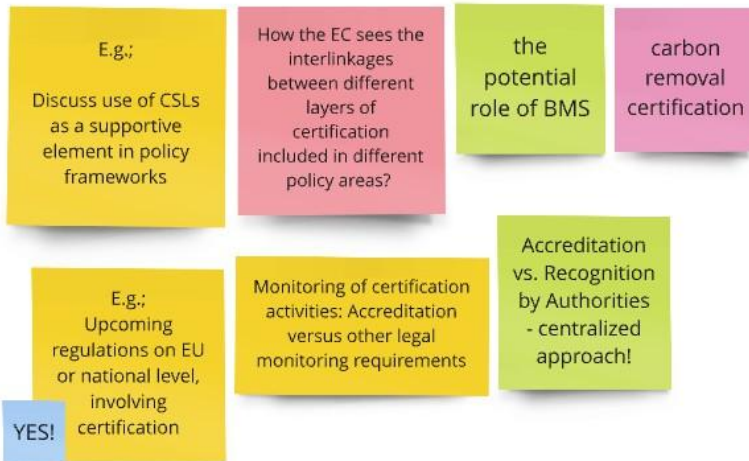 E.g.;
Discuss use of CSLs
as a supportive
element in policy
frameworks
How the EC sees the
interlinkages
between different
layers of
certification
included in different
policy areas?
the
potential
role of BMS
carbon
removal
certification
E.g.;
Upcoming
regulations on EU
or national level,
involving
certification
YES!
Monitoring of certification
activities: Accreditation
versus other legal
monitoring requirements
Accreditation
vs. Recognition
by Authorities
- centralized
approach!